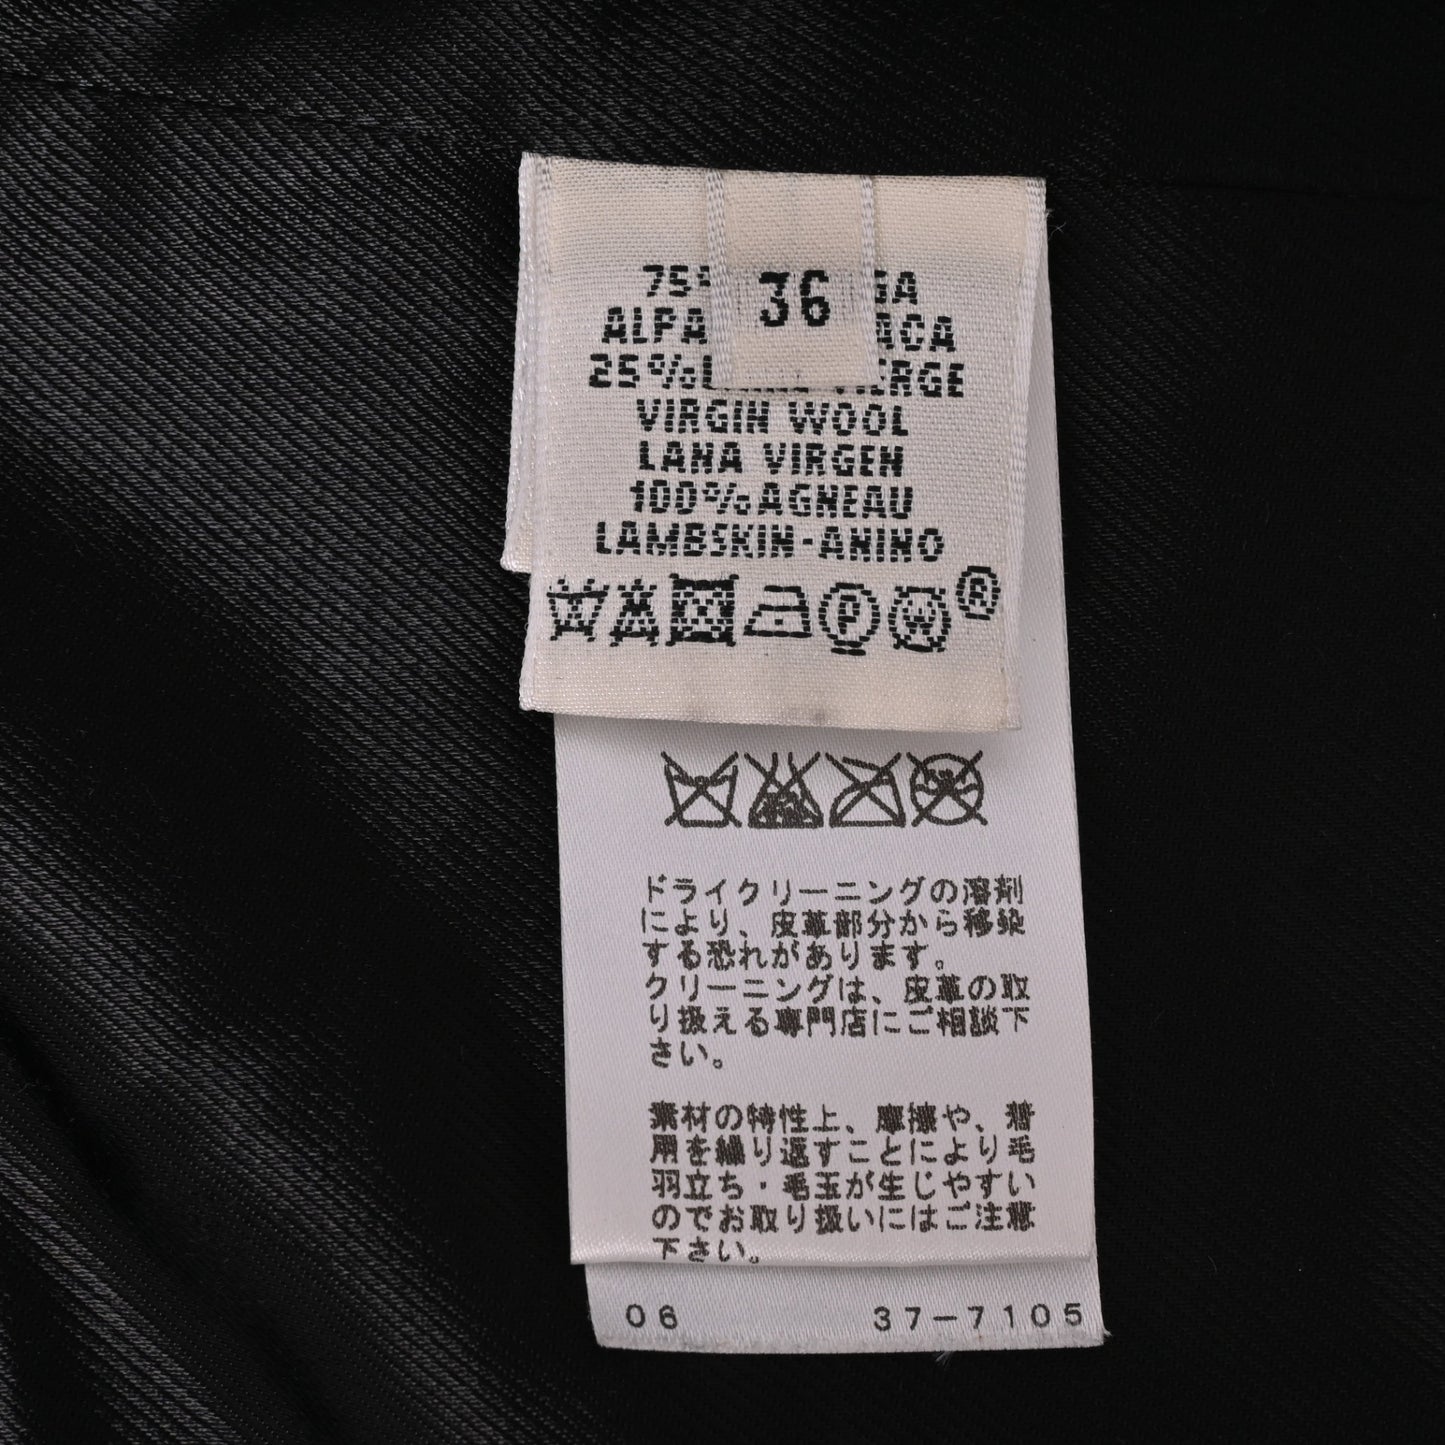 36
75
GA
ALPA ACA
25% ERGE
VIRGIN WOOL
LANA VIRGEN
100% AGNEAU
LAMBSKIN-ANINO
P W R
ドライクリーニングの溶剤
により、皮革部分から移染
する恐れがあります。
クリーニングは、皮革の取
り扱える専門店にご相談下
さい。
素材の特性上、摩擦や、着
用を繰り返すことにより毛
羽立ち・毛玉が生じやすい
のでお取り扱いにはご注意
下さい。
06 37-7105